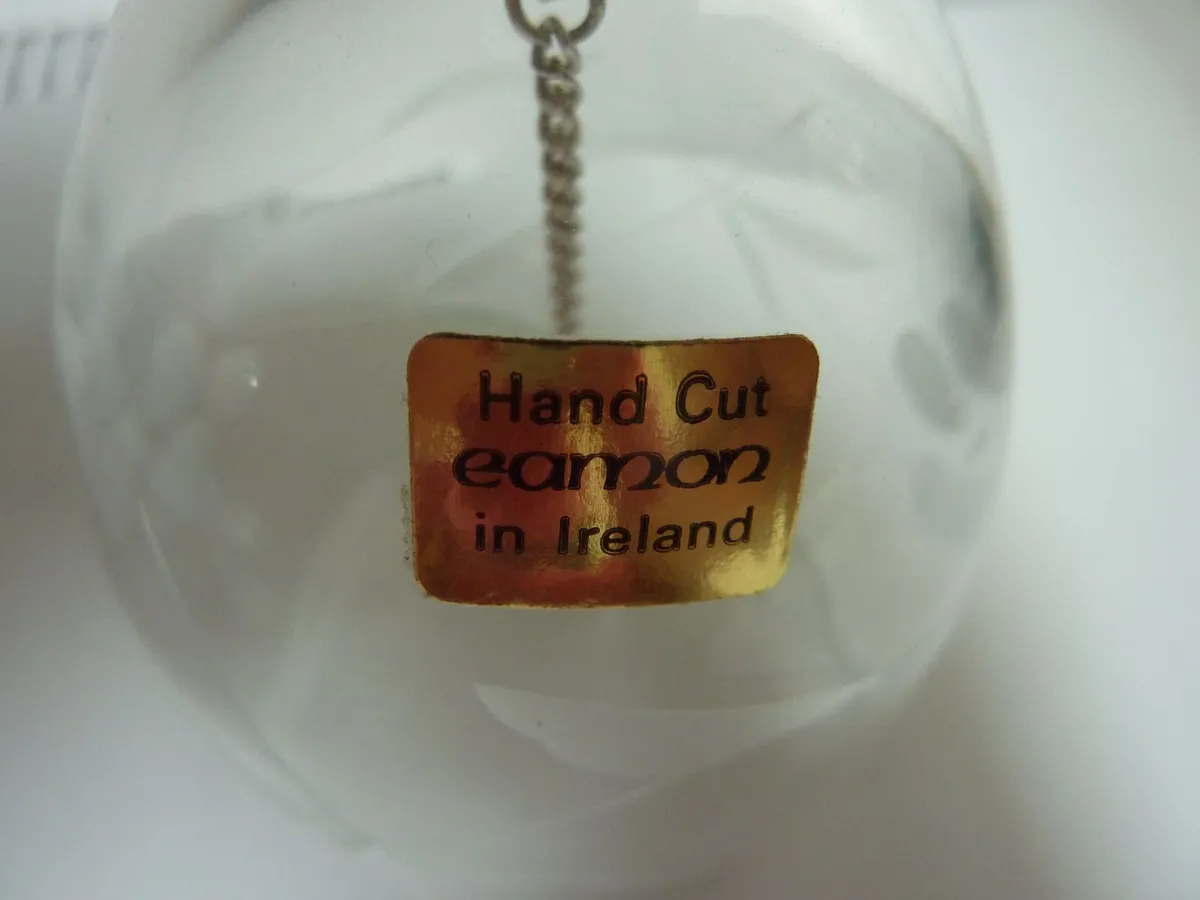 Hand Cut
eamon
in Ireland